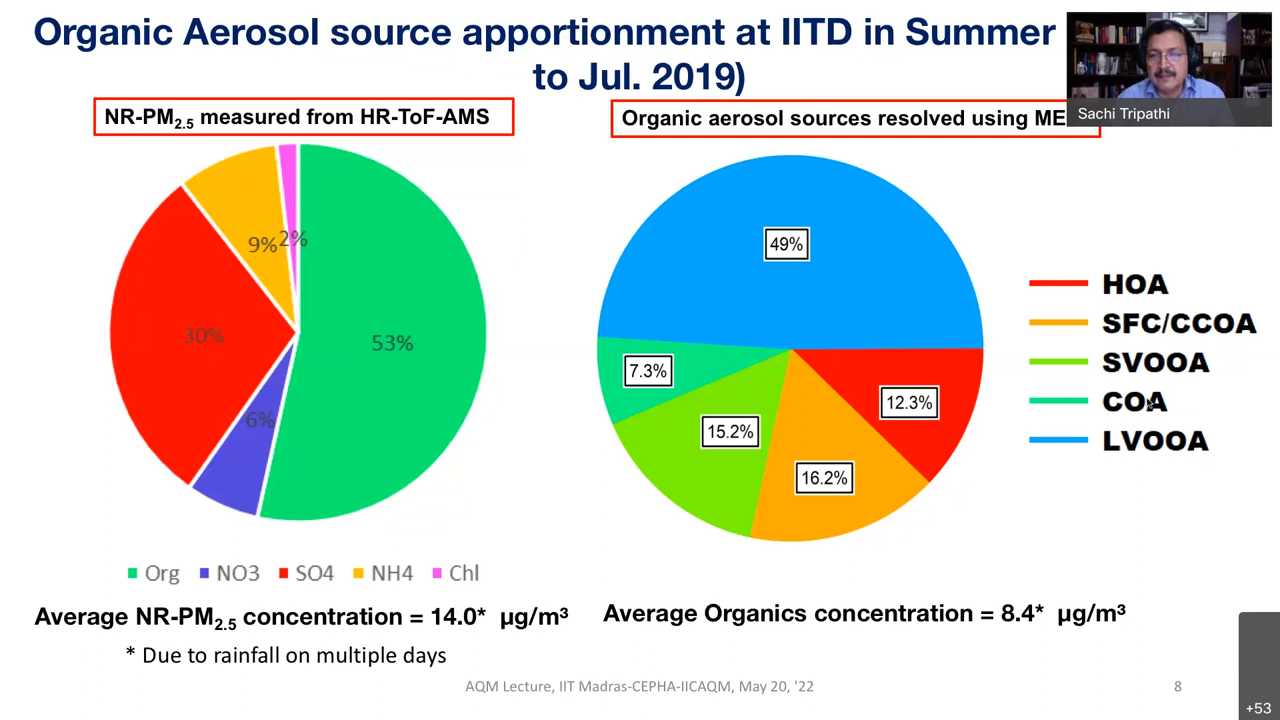 Organic Aerosol source apportionment at IITD in Summer
to Jul. 2019)
Sachi Tripathi
NR-PM2.5 measured from HR-ToF-AMS
Organic aerosol sources resolved using ME
53%
6%
30%
9%
2%
49%
7.3%
15.2%
16.2%
12.3%
HOA
SFC/CCOA
SVOOA
COA
LVOOA
Org NO3 SO4 NH4 Chl
Average NR-PM2.5 concentration = 14.0* µg/m³
Average Organics concentration = 8.4* µg/m³
* Due to rainfall on multiple days
AQM Lecture, IIT Madras-CEPHA-IICAQM, May 20, '22
8
+53